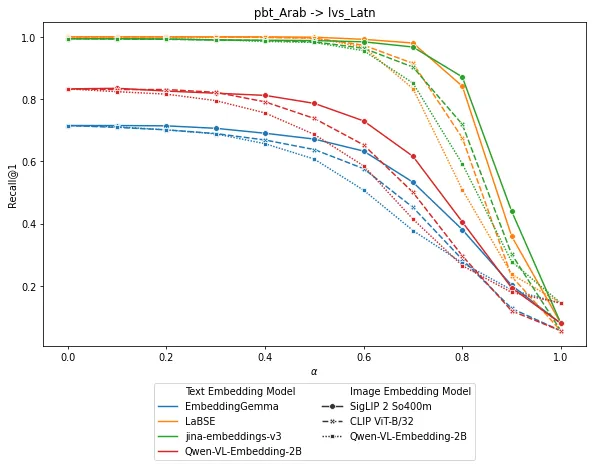 pbt_Arab -> lvs_Latn
Recall@1
1.0
0.8
0.6
0.4
0.2
0.0 0.2 0.4 0.6 0.8 1.0
α
Text Embedding Model
EmbeddingGemma
LaBSE
jina-embeddings-v3
Qwen-VL-Embedding-2B
Image Embedding Model
SigLIP 2 So400m
CLIP ViT-B/32
Qwen-VL-Embedding-2B